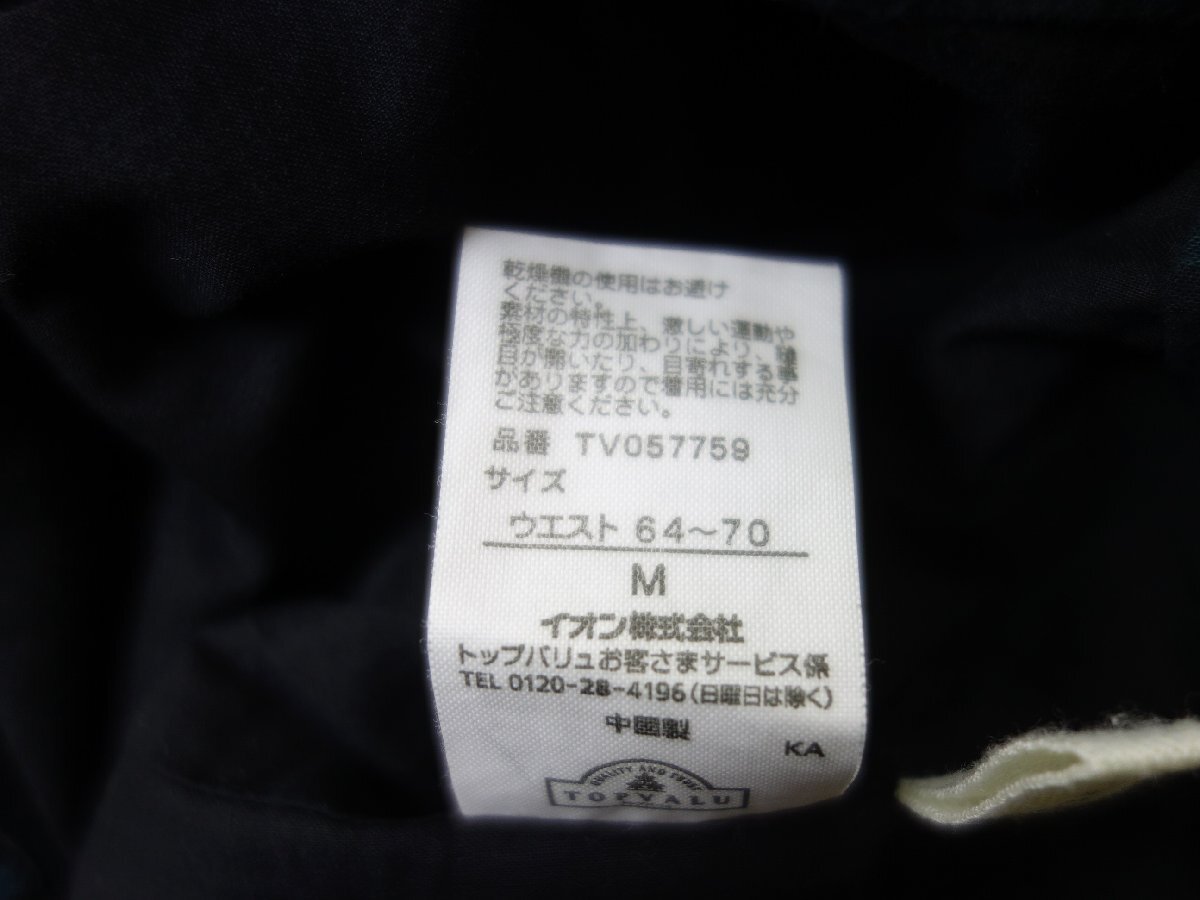 乾燥機の使用はお避け
ください。
素材の特性上、激しい運動や
極度な力の加わりにより、縫
目が開いたり、目寄れする事
がありますので着用には充分
ご注意ください。
品番 TV057759
サイズ
ウエスト 64～70
M
イオン株式会社
トップバリュお客さまサービス係
TEL 0120-28-4196(日曜日は除く)
中国製
KA
QUALITY AND
TOPVALU